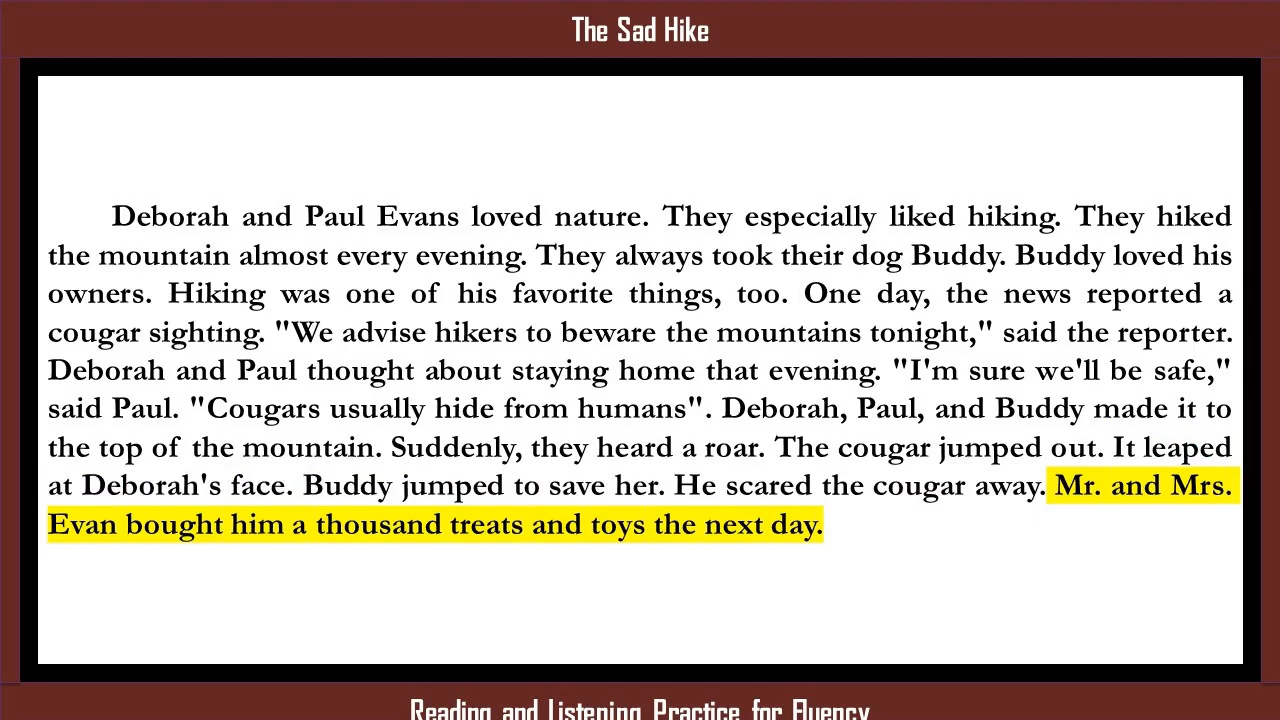 The Sad Hike
Deborah and Paul Evans loved nature. They especially liked hiking. They hiked
the mountain almost every evening. They always took their dog Buddy. Buddy loved his
owners. Hiking was one of his favorite things, too. One day, the news reported a
cougar sighting. "We advise hikers to beware the mountains tonight," said the reporter.
Deborah and Paul thought about staying home that evening. "I'm sure we'll be safe,"
said Paul. "Cougars usually hide from humans". Deborah, Paul, and Buddy made it to
the top of the mountain. Suddenly, they heard a roar. The cougar jumped out. It leaped
at Deborah's face. Buddy jumped to save her. He scared the cougar away. Mr. and Mrs.
Evan bought him a thousand treats and toys the next day.
Reading and Listening Practice for Fluency